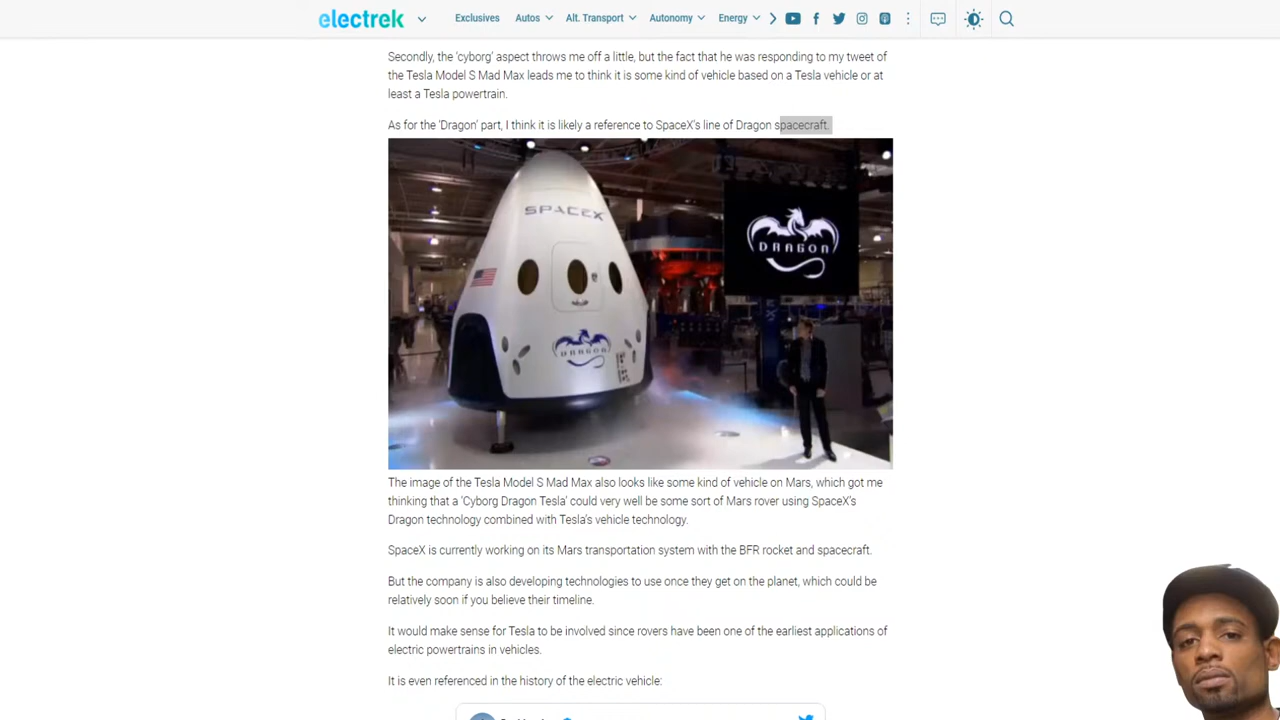 electrek
Exclusives Autos Alt. Transport Autonomy Energy
Secondly, the ‘cyborg’ aspect throws me off a little, but the fact that he was responding to my tweet of
the Tesla Model S Mad Max leads me to think it is some kind of vehicle based on a Tesla vehicle or at
least a Tesla powertrain.
As for the ‘Dragon’ part, I think it is likely a reference to SpaceX’s line of Dragon spacecraft.
SPACEX
DRAGON
DRAGON
The image of the Tesla Model S Mad Max also looks like some kind of vehicle on Mars, which got me
thinking that a ‘Cyborg Dragon Tesla’ could very well be some sort of Mars rover using SpaceX’s
Dragon technology combined with Tesla’s vehicle technology.
SpaceX is currently working on its Mars transportation system with the BFR rocket and spacecraft.
But the company is also developing technologies to use once they get on the planet, which could be
relatively soon if you believe their timeline.
It would make sense for Tesla to be involved since rovers have been one of the earliest applications of
electric powertrains in vehicles.
It is even referenced in the history of the electric vehicle: